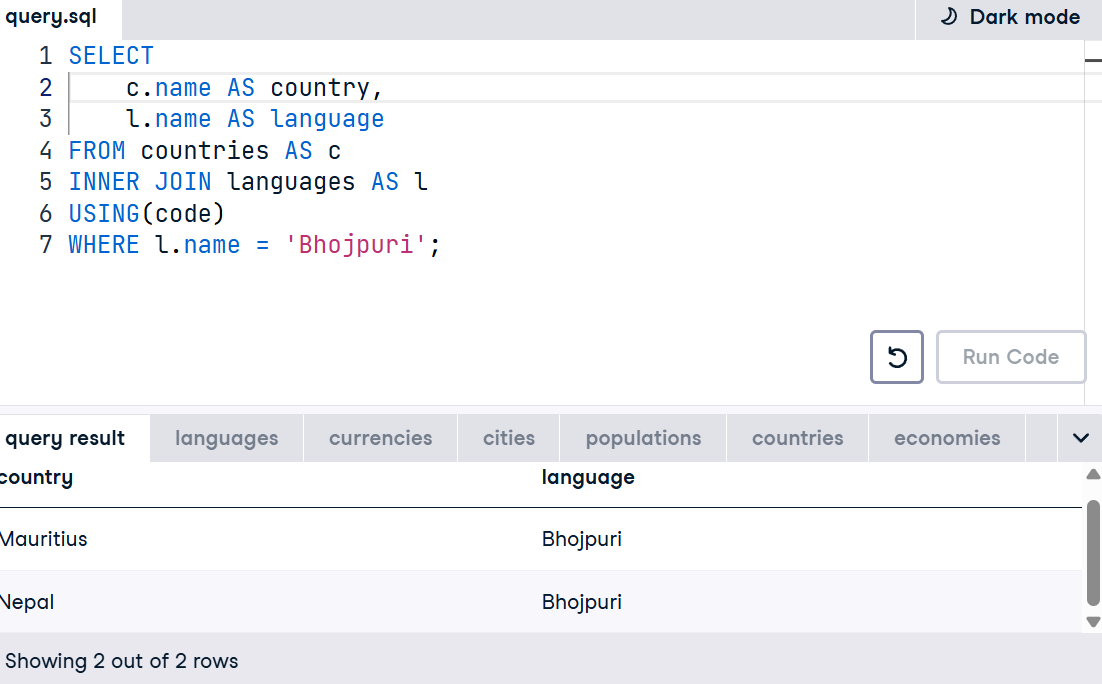 query.sql
Dark mode
1 SELECT
2 c.name AS country,
3 l.name AS language
4 FROM countries AS c
5 INNER JOIN languages AS l
6 USING(code)
7 WHERE l.name = 'Bhojpuri';
Run Code
query result languages currencies cities populations countries economies
country language
Mauritius Bhojpuri
Nepal Bhojpuri
Showing 2 out of 2 rows